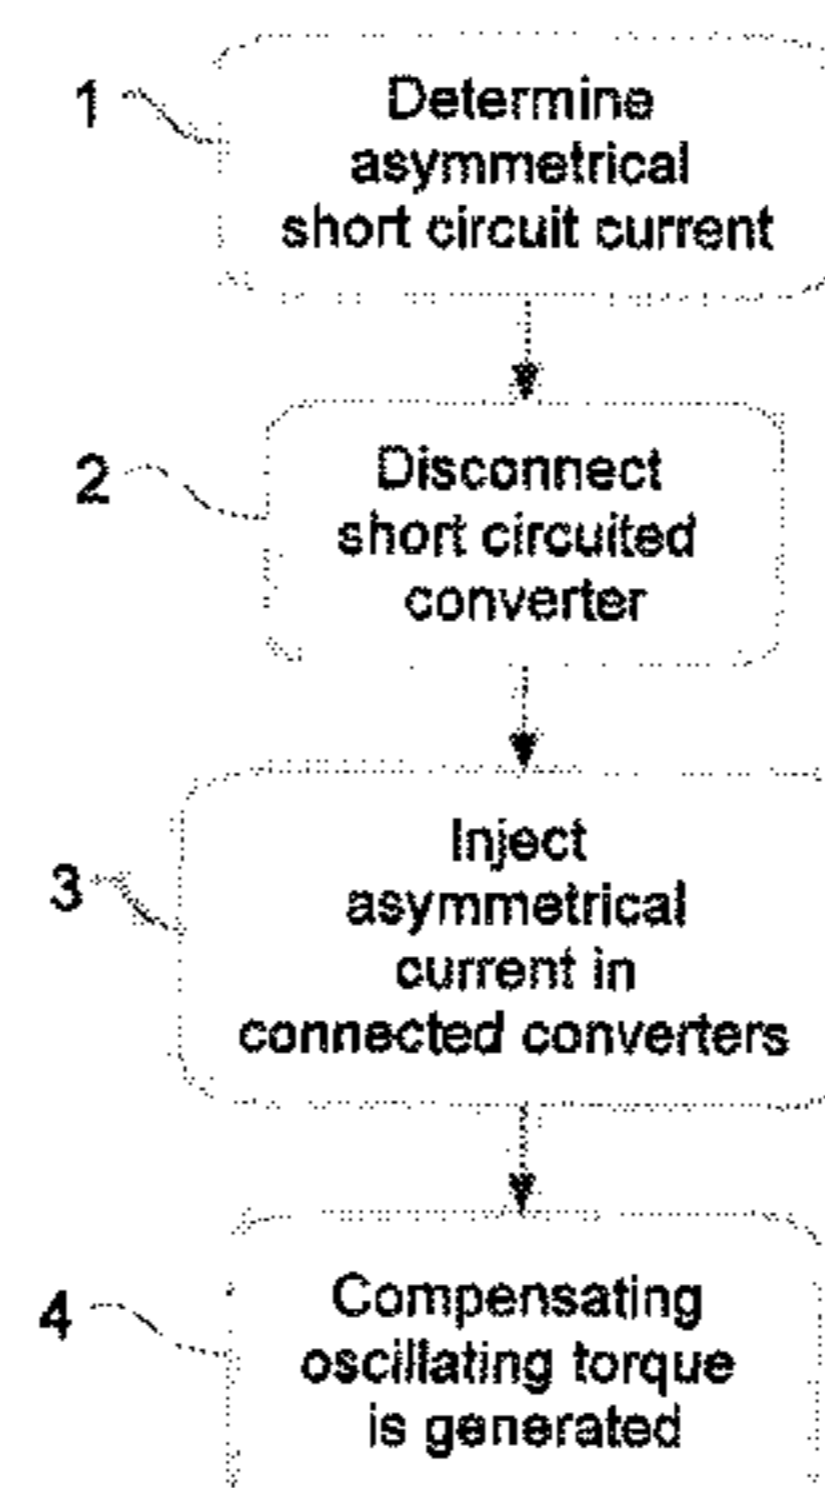 1
Determine
asymmetrical
short circuit current
2
Disconnect
short circuited
converter
3
Inject
asymmetrical
current in
connected converters
4
Compensating
oscillating torque
is generated